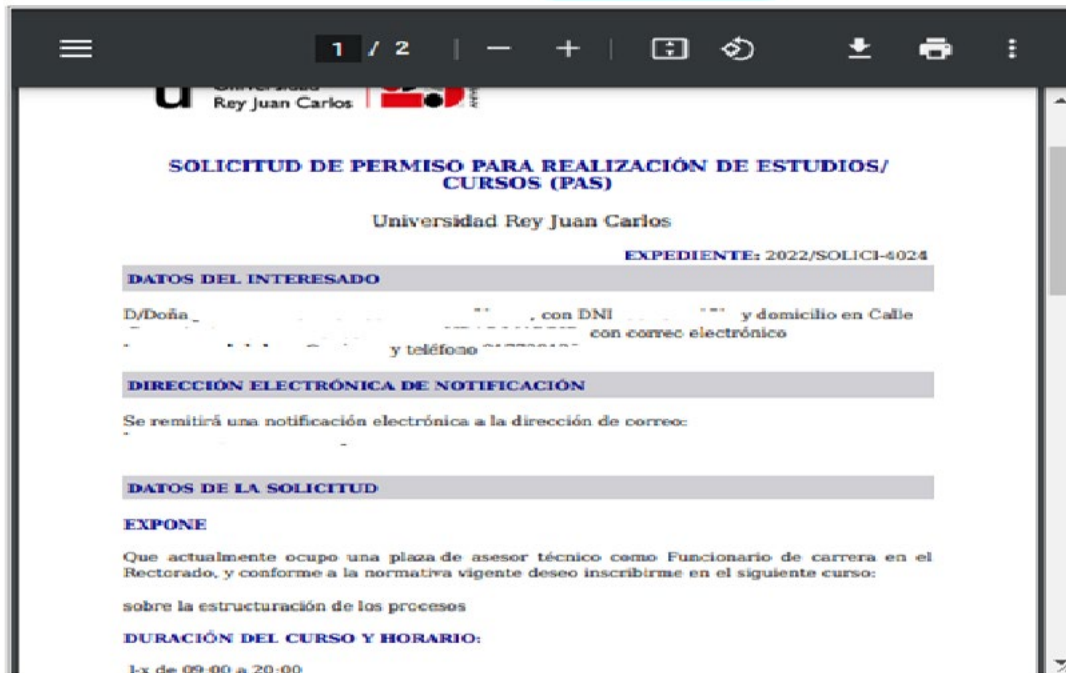 1 / 2
Rey Juan Carlos
SOLICITUD DE PERMISO PARA REALIZACIÓN DE ESTUDIOS/
CURSOS (PAS)
Universidad Rey Juan Carlos
EXPEDIENTE: 2022/SOLICI-4024
DATOS DEL INTERESADO
D/Doña , con DNI y domicilio en Calle
con correo electrónico
y teléfono
DIRECCIÓN ELECTRÓNICA DE NOTIFICACIÓN
Se remitirá una notificación electrónica a la dirección de correo:
DATOS DE LA SOLICITUD
EXPONE
Que actualmente ocupo una plaza de asesor técnico como Funcionario de carrera en el
Rectorado, y conforme a la normativa vigente deseo inscribirme en el siguiente curso:
sobre la estructuración de los procesos
DURACIÓN DEL CURSO Y HORARIO:
l-x de 09:00 a 20:00